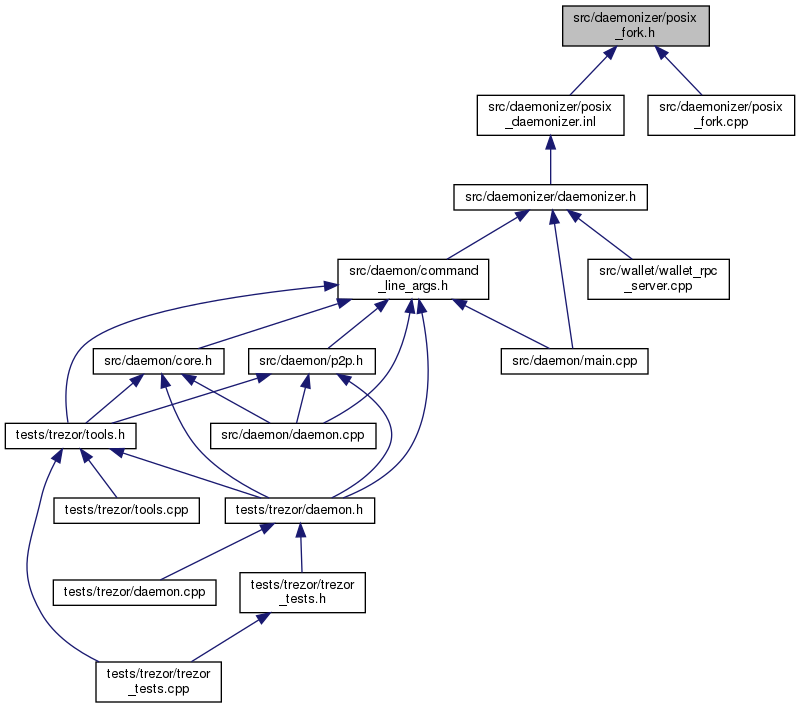 src/daemonizer/posix
_fork.h
src/daemonizer/posix
_daemonizer.inl
src/daemonizer/posix
_fork.cpp
src/daemonizer/daemonizer.h
src/daemon/command
_line_args.h
src/wallet/wallet_rpc
_server.cpp
src/daemon/core.h
src/daemon/p2p.h
src/daemon/main.cpp
tests/trezor/tools.h
src/daemon/daemon.cpp
tests/trezor/tools.cpp
tests/trezor/daemon.h
tests/trezor/daemon.cpp
tests/trezor/trezor
_tests.h
tests/trezor/trezor
_tests.cpp